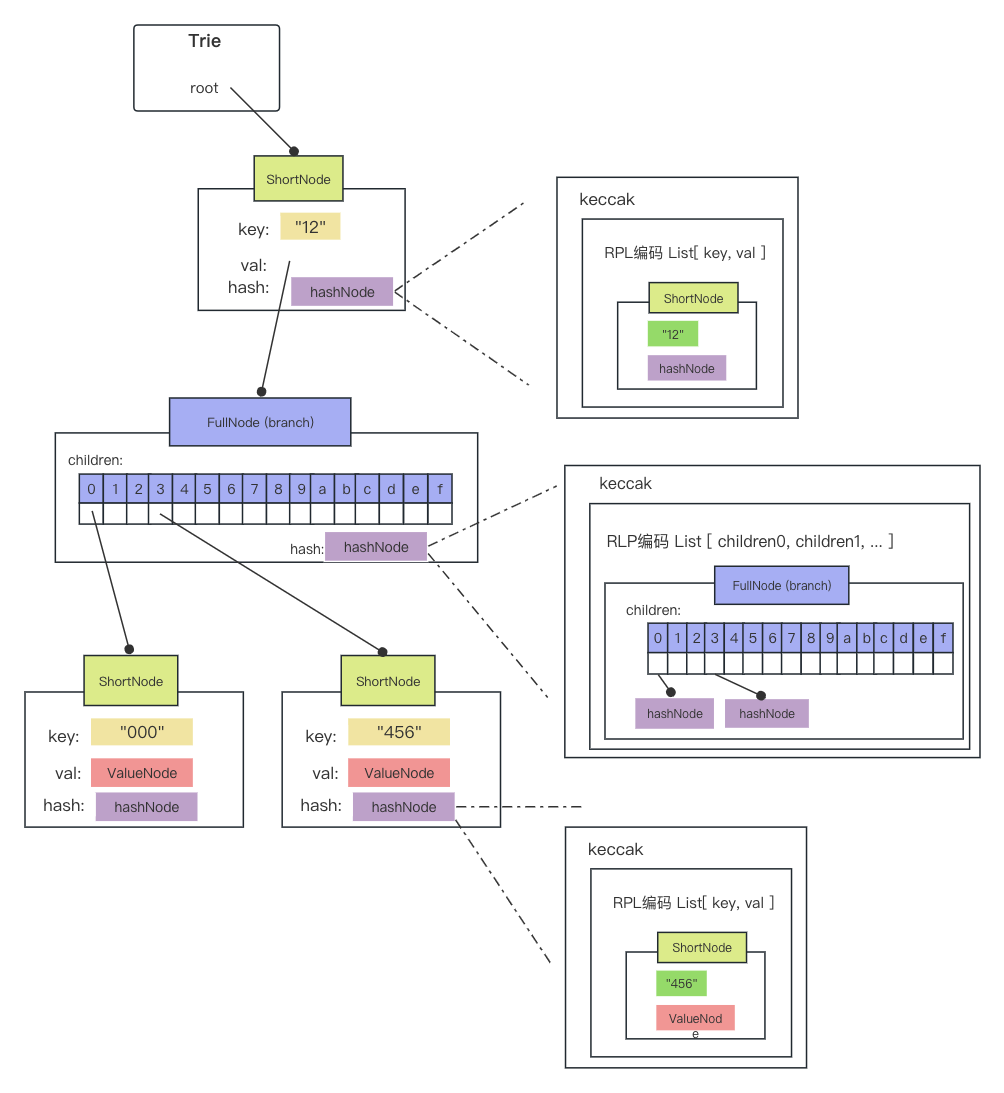 Trie
root
ShortNode
key: "12"
val:
hash: hashNode
keccak
RPL编码 List[ key, val ]
ShortNode
"12"
hashNode
FullNode (branch)
children:
0 1 2 3 4 5 6 7 8 9 a b c d e f
hash: hashNode
keccak
RLP编码 List [ children0, children1, ... ]
FullNode (branch)
children:
0 1 2 3 4 5 6 7 8 9 a b c d e f
hashNode hashNode
ShortNode
key: "000"
val: ValueNode
hash: hashNode
ShortNode
key: "456"
val: ValueNode
hash: hashNode
keccak
RPL编码 List[ key, val ]
ShortNode
"456"
ValueNod
e